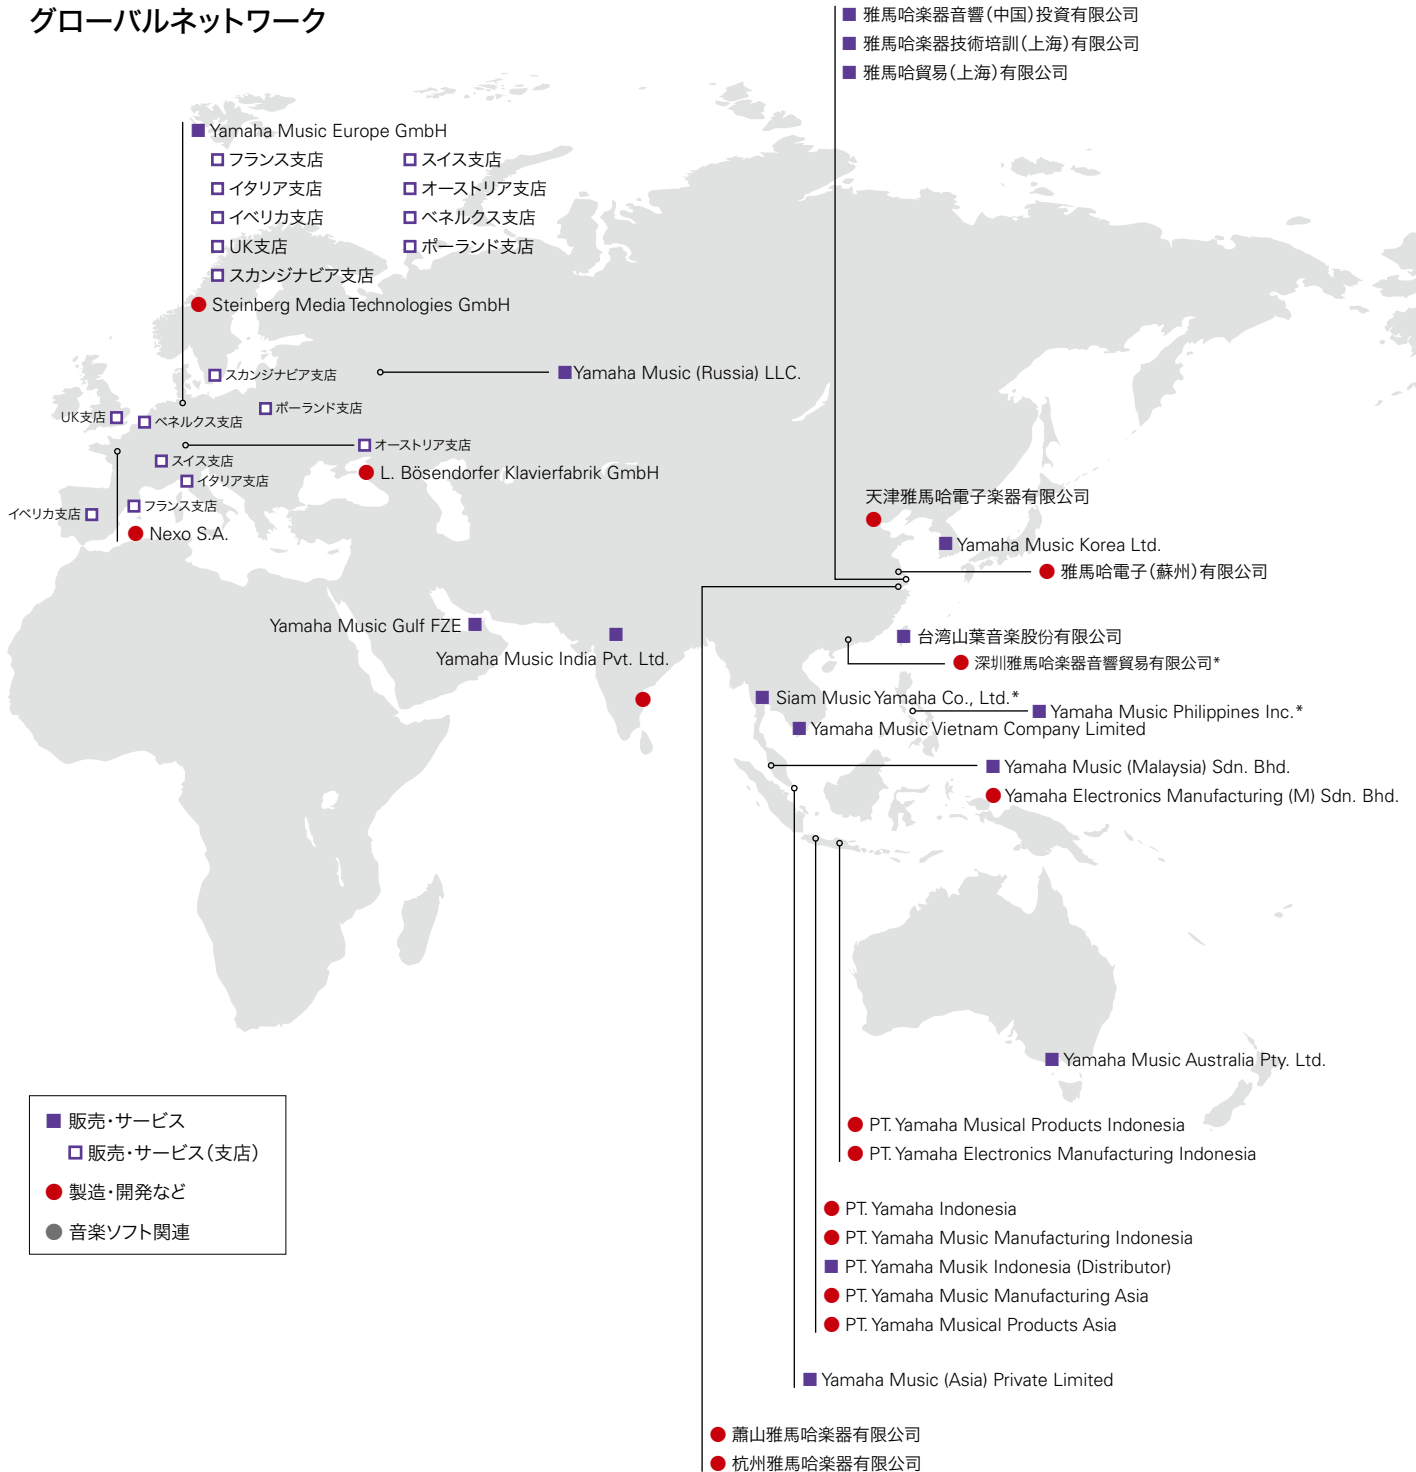 グローバルネットワーク
雅馬哈楽器音響(中国)投資有限公司
雅馬哈楽器技術培訓(上海)有限公司
雅馬哈貿易(上海)有限公司
Yamaha Music Europe GmbH
フランス支店
スイス支店
イタリア支店
オーストリア支店
イベリカ支店
ベネルクス支店
UK支店
ポーランド支店
スカンジナビア支店
Steinberg Media Technologies GmbH
スカンジナビア支店
Yamaha Music (Russia) LLC.
UK支店
ベネルクス支店
ポーランド支店
オーストリア支店
スイス支店
L. Bösendorfer Klavierfabrik GmbH
イタリア支店
イベリカ支店
フランス支店
Nexo S.A.
天津雅馬哈電子楽器有限公司
Yamaha Music Korea Ltd.
雅馬哈電子(蘇州)有限公司
Yamaha Music Gulf FZE
Yamaha Music India Pvt. Ltd.
台湾山葉音楽股份有限公司
深圳雅馬哈楽器音響貿易有限公司*
Siam Music Yamaha Co., Ltd.*
Yamaha Music Philippines Inc.*
Yamaha Music Vietnam Company Limited
Yamaha Music (Malaysia) Sdn. Bhd.
Yamaha Electronics Manufacturing (M) Sdn. Bhd.
Yamaha Music Australia Pty. Ltd.
販売・サービス
販売・サービス(支店)
製造・開発など
音楽ソフト関連
PT. Yamaha Musical Products Indonesia
PT. Yamaha Electronics Manufacturing Indonesia
PT. Yamaha Indonesia
PT. Yamaha Music Manufacturing Indonesia
PT. Yamaha Musik Indonesia (Distributor)
PT. Yamaha Music Manufacturing Asia
PT. Yamaha Musical Products Asia
Yamaha Music (Asia) Private Limited
蕭山雅馬哈楽器有限公司
杭州雅馬哈楽器有限公司